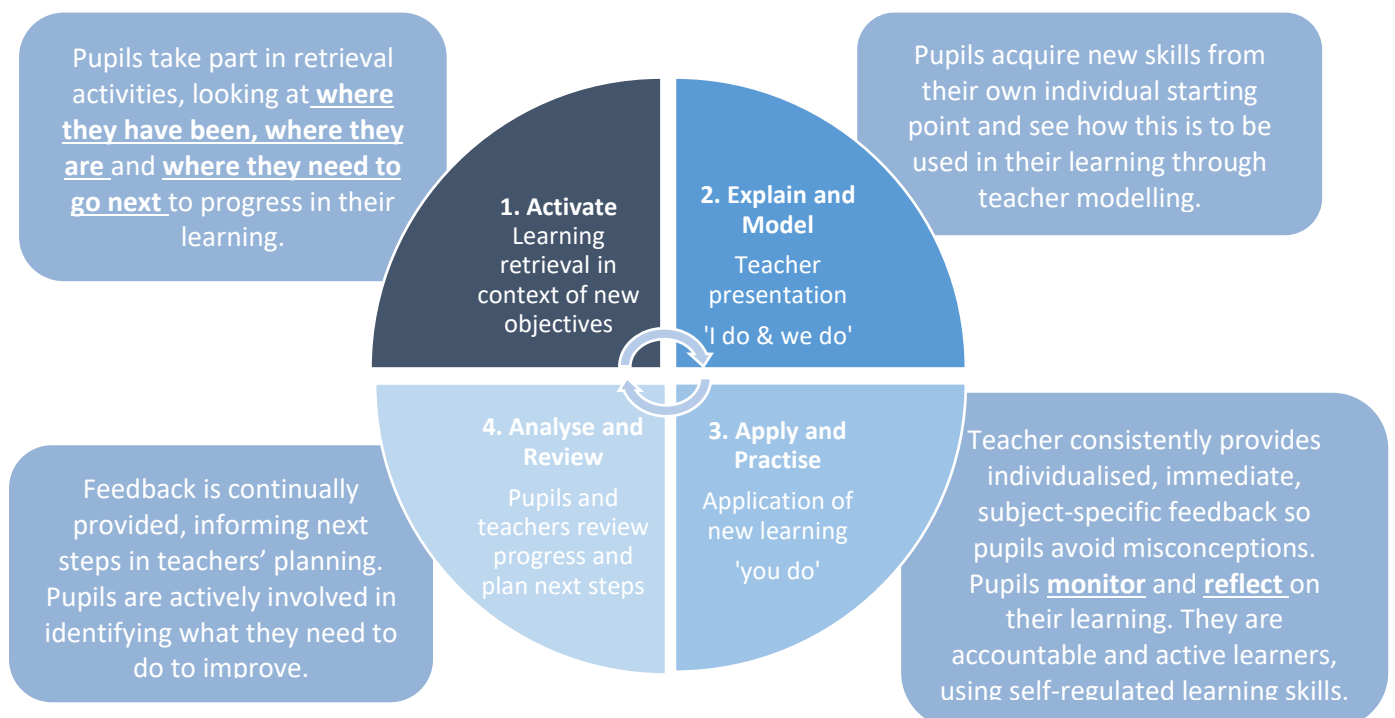 Pupils take part in retrieval
activities, looking at where
they have been, where they
are and where they need to
go next to progress in their
learning.
Pupils acquire new skills from
their own individual starting
point and see how this is to be
used in their learning through
teacher modelling.
1. Activate
Learning
retrieval in
context of new
objectives
2. Explain and
Model
Teacher
presentation
'I do & we do'
3. Apply and
Practise
Application of
new learning
'you do'
4. Analyse and
Review
Pupils and
teachers review
progress and
plan next steps
Teacher consistently provides
individualised, immediate,
subject-specific feedback so
pupils avoid misconceptions.
Pupils monitor and reflect on
their learning. They are
accountable and active learners,
using self-regulated learning skills.
Feedback is continually
provided, informing next
steps in teachers’ planning.
Pupils are actively involved in
identifying what they need to
do to improve.